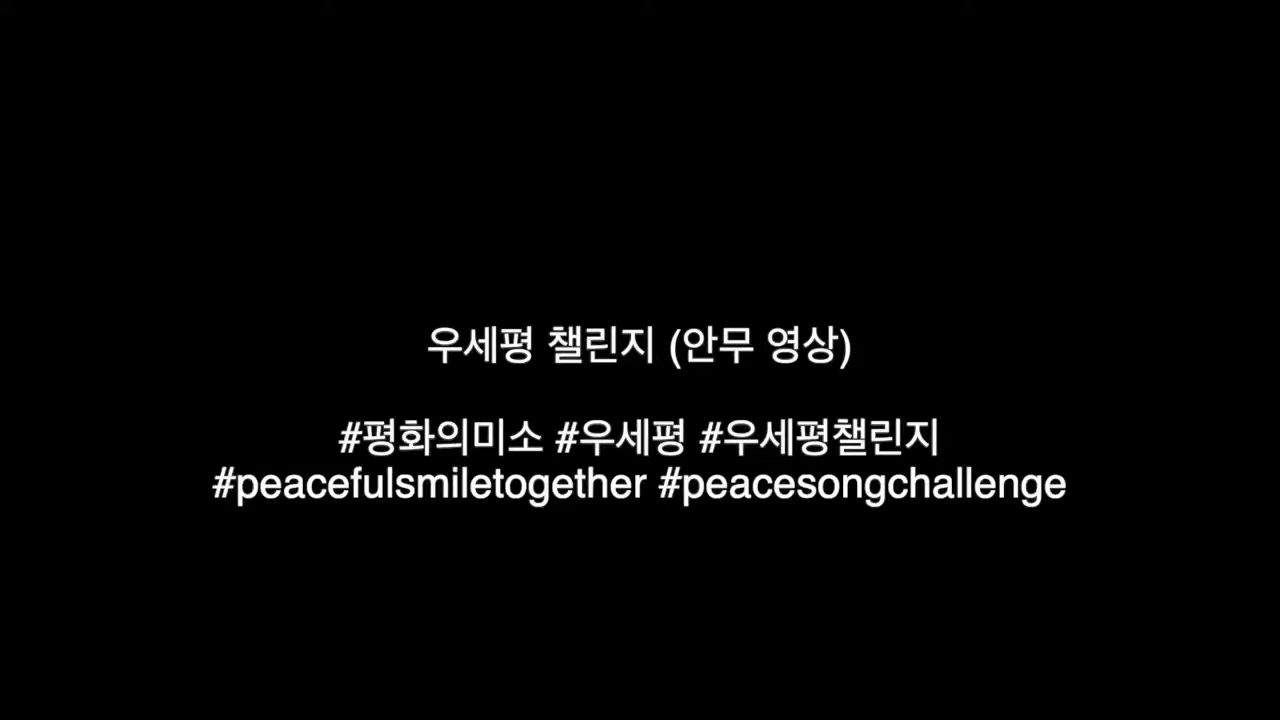 우세평 챌린지 (안무 영상)
#평화의미소 #우세평 #우세평챌린지
#peacefulsmiletogether #peacesongchallenge